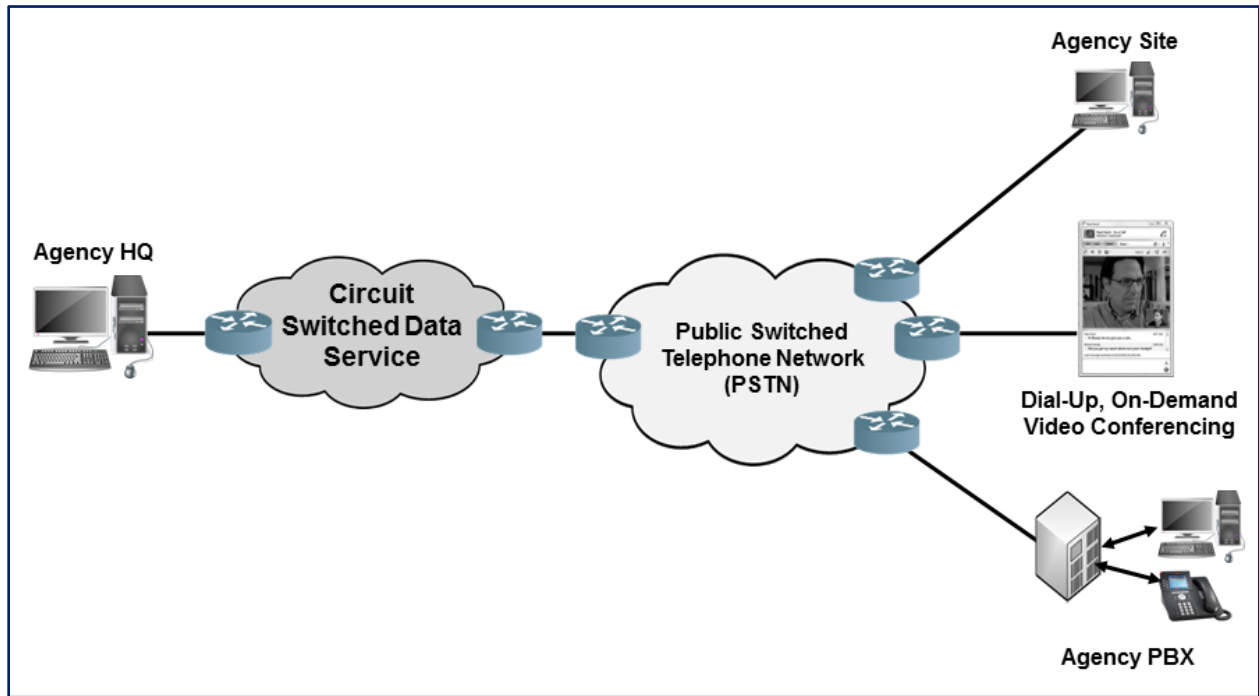 Agency Site
Agency HQ
Circuit
Switched Data
Service
Public Switched
Telephone Network
(PSTN)
Dial-Up, On-Demand
Video Conferencing
Agency PBX